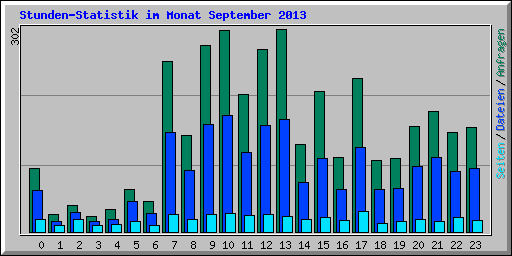 Stunden-Statistik im Monat September 2013
302
Seiten / Dateien / Anfragen
0 1 2 3 4 5 6 7 8 9 10 11 12 13 14 15 16 17 18 19 20 21 22 23